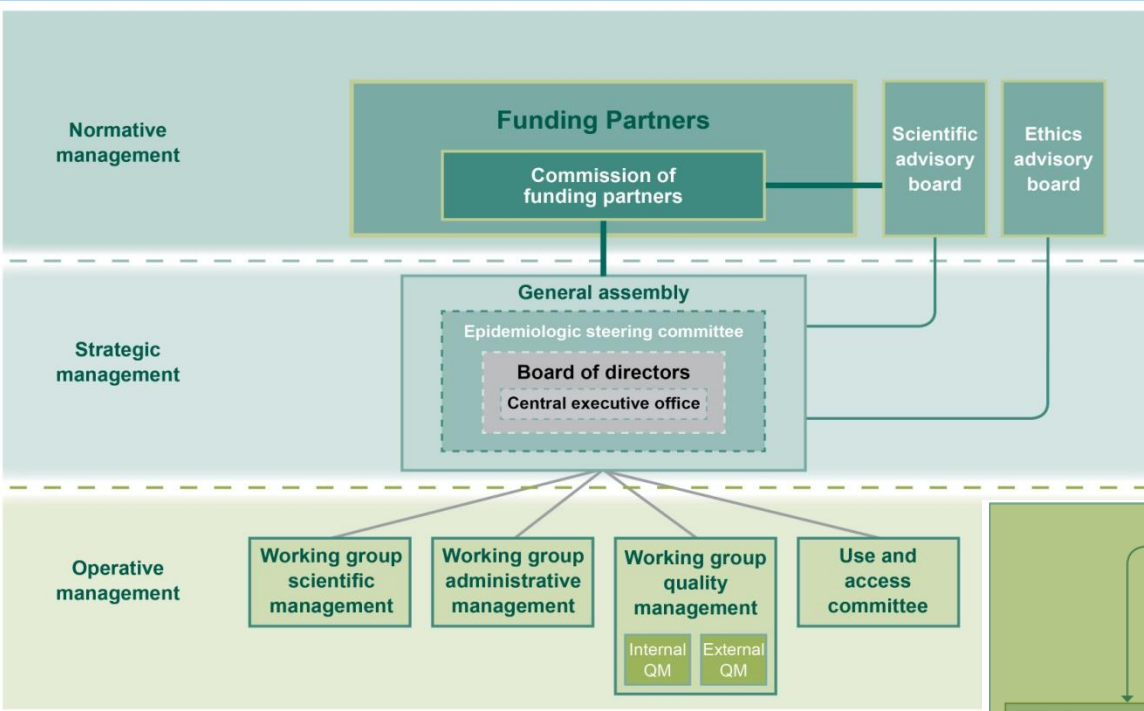 Normative
management
Funding Partners
Commission of
funding partners
Scientific
advisory
board
Ethics
advisory
board
Strategic
management
General assembly
Epidemiologic steering committee
Board of directors
Central executive office
Operative
management
Working group
scientific
management
Working group
administrative
management
Working group
quality
management
Internal
QM
External
QM
Use and
access
committee